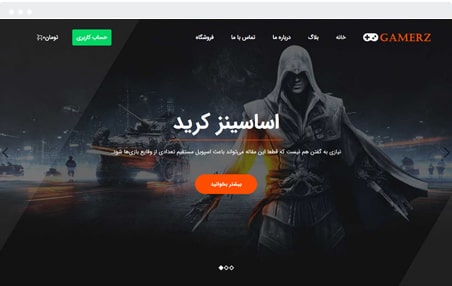 GAMERZ
خانه
بلاگ
درباره ما
تماس با ما
فروشگاه
حساب کاربری
تومان۰
اساسینز کرید
نیازی به گفتن هم نیست که قطعا این مقاله می‌تواند باعث اسپویل مستقیم تعدادی از وقایع بازی‌ها شود.
بیشتر بخوانید